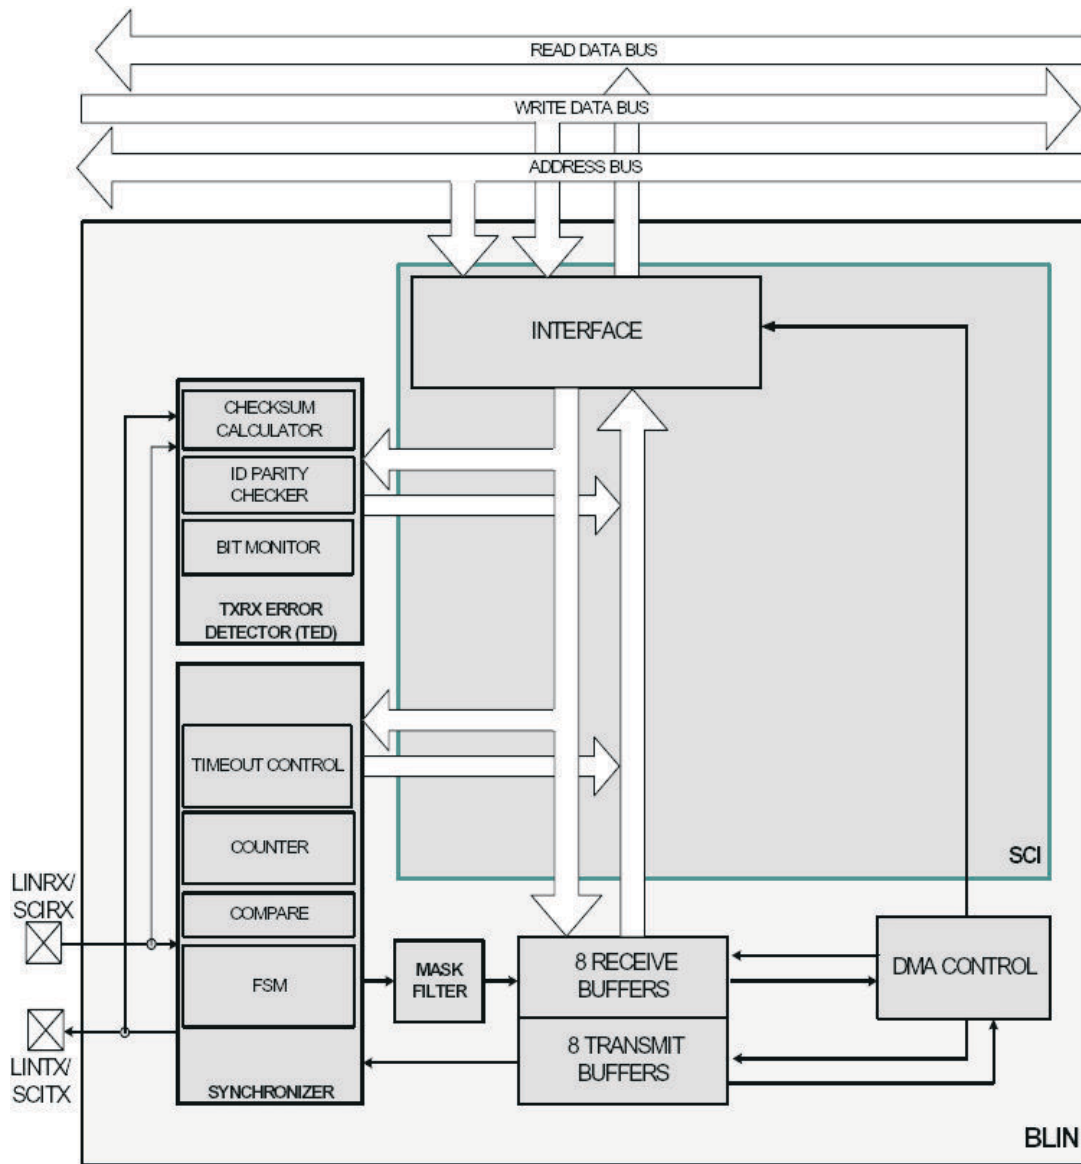 READ DATA BUS
WRITE DATA BUS
ADDRESS BUS
INTERFACE
CHECKSUM
CALCULATOR
ID PARITY
CHECKER
BIT MONITOR
TXRX ERROR
DETECTOR (TED)
TIMEOUT CONTROL
COUNTER
COMPARE
FSM
SYNCHRONIZER
LINRX/
SCIRX
LINTX/
SCITX
MASK
FILTER
8 RECEIVE
BUFFERS
8 TRANSMIT
BUFFERS
SCI
DMA CONTROL
BLIN